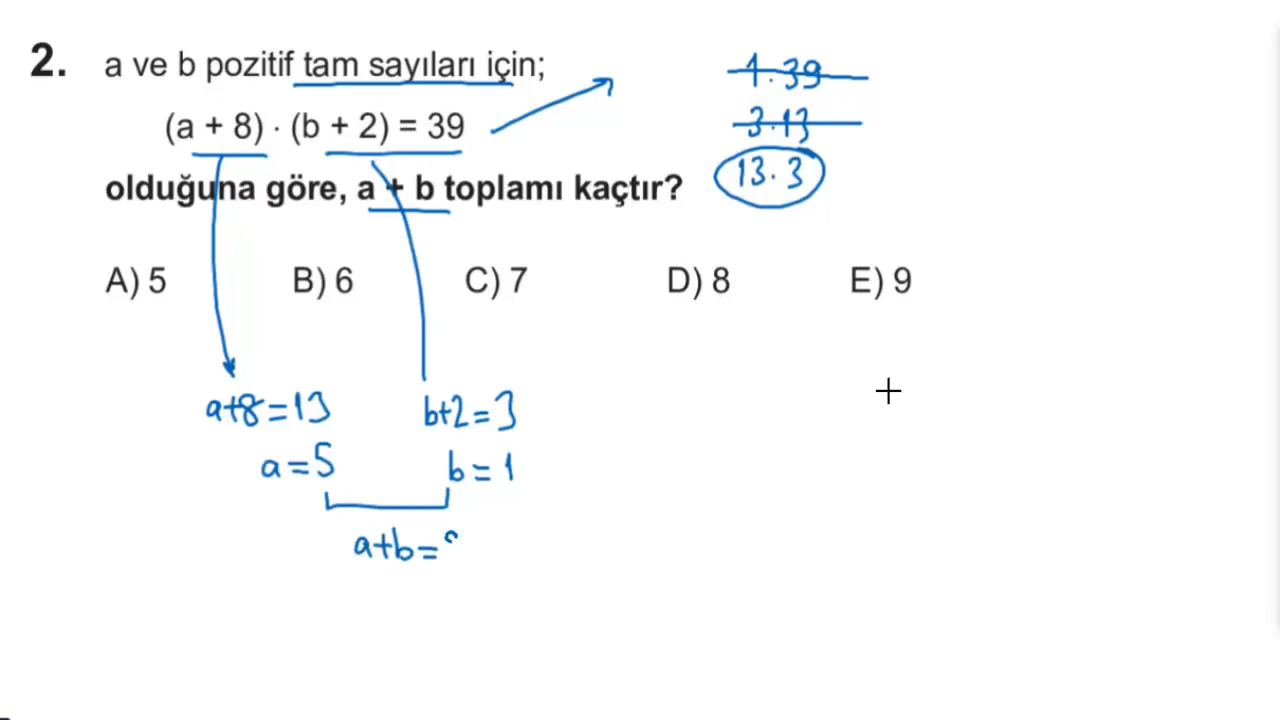 2. a ve b pozitif tam sayıları için;
(a + 8) · (b + 2) = 39
olduğuna göre, a + b toplamı kaçtır?
1.39
3.13
13.3
A) 5 B) 6 C) 7 D) 8 E) 9
a+8=13 b+2=3
a=5 b=1
a+b=